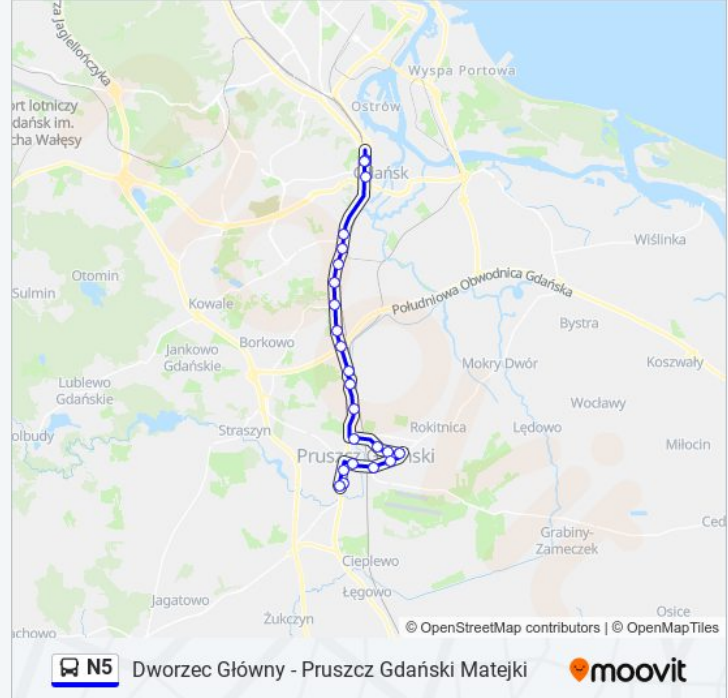 za Jagiellończyka
Wyspa Portowa
Ostrów
ort lotniczy
dańsk im.
cha Wałęsy
Gdańsk
Wiślinka
Otomin
Sulmin
Kowale
Południowa Obwodnica Gdańska
Bystra
Borkowo
Jankowo
Gdańskie
Mokry Dwór
Koszwały
Lublewo
Gdańskie
Wocławy
Straszyn
Rokitnica
Lędowo
olbudy
Miłocin
Pruszcz Gdański
Ced
Grabiny-
Zameczek
Cieplewo
Łęgowo
Jagatowo
Osice
Żukczyn
uchowo
© OpenStreetMap contributors | © OpenMapTiles
N5 Dworzec Główny - Pruszcz Gdański Matejki
moovit